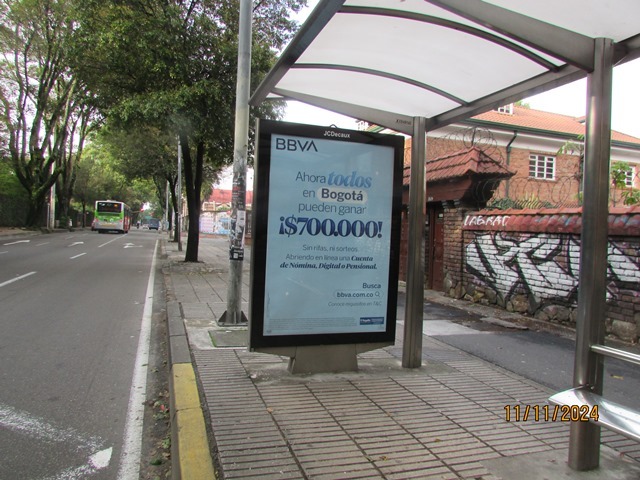 JCDecaux
BBVA
Ahora todos
en Bogotá
pueden ganar
¡$700.000!
Sin rifas, ni sorteos.
Abriendo en línea una Cuenta
de Nómina, Digital o Pensional.
Busca
bbva.com.co
LABRAT
11/11/2024